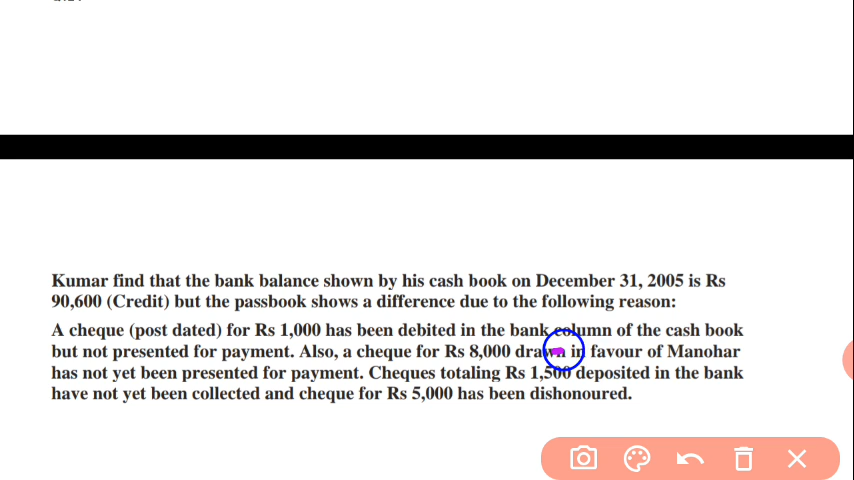 Kumar find that the bank balance shown by his cash book on December 31, 2005 is Rs
90,600 (Credit) but the passbook shows a difference due to the following reason:
A cheque (post dated) for Rs 1,000 has been debited in the bank column of the cash book
but not presented for payment. Also, a cheque for Rs 8,000 drawn in favour of Manohar
has not yet been presented for payment. Cheques totaling Rs 1,500 deposited in the bank
have not yet been collected and cheque for Rs 5,000 has been dishonoured.